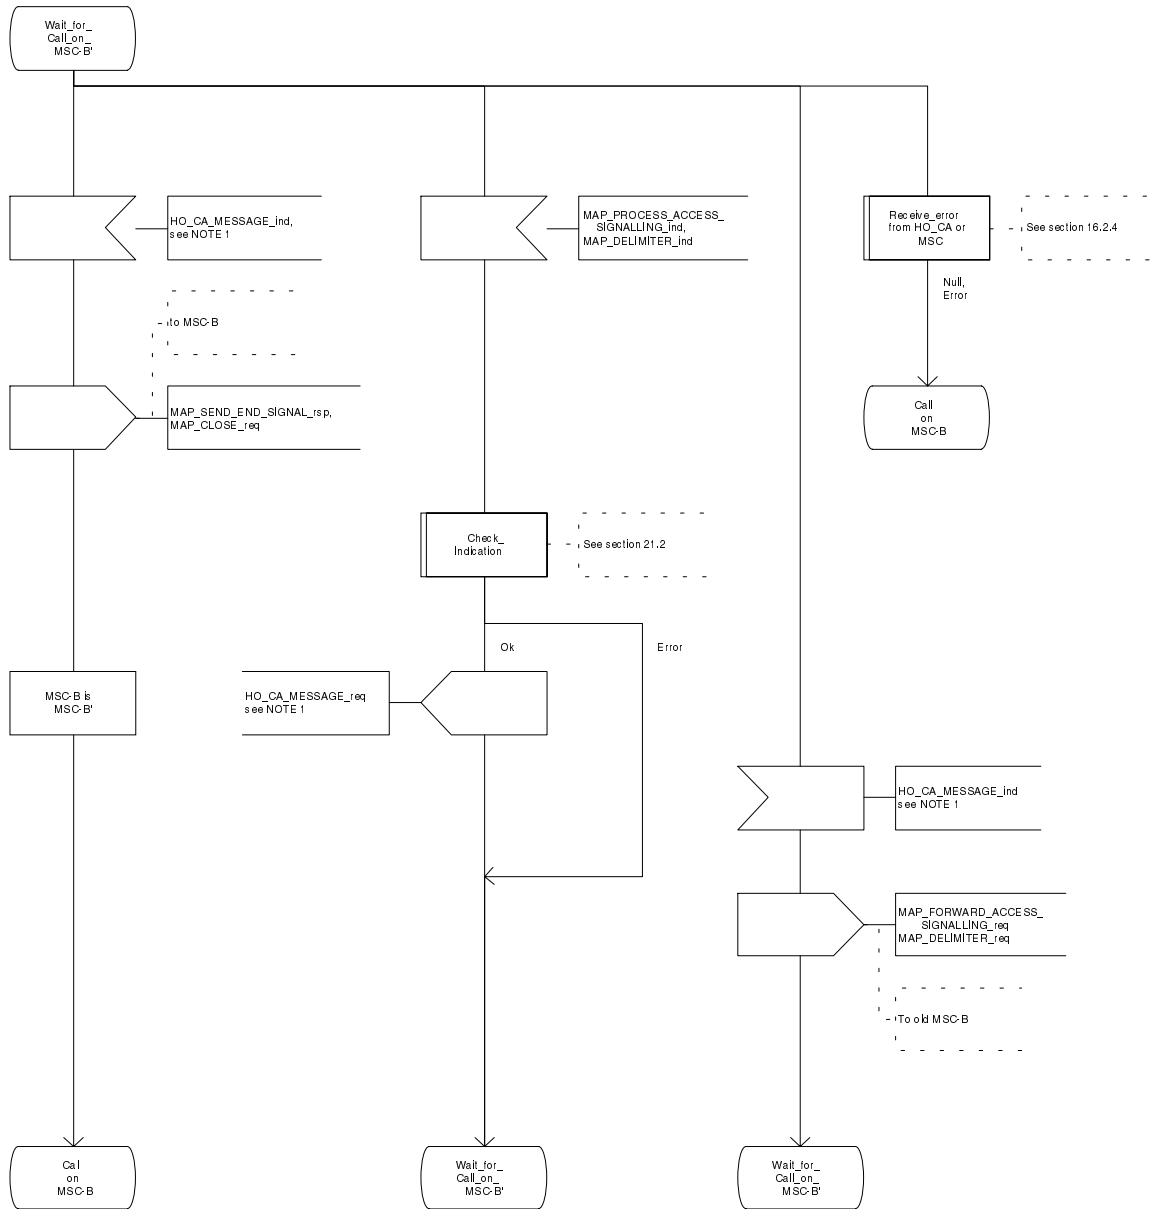 Wait_for_
Call_on_
MSC-B'
HO_CA_MESSAGE_ind,
see NOTE 1
MAP_PROCESS_ACCESS_
SIGNALLING_ind,
MAP_DELIMITER_ind
Receive_error
from HO_CA or
MSC
See section 16.2.4
Null,
Error
to MSC-B
MAP_SEND_END_SIGNAL_rsp,
MAP_CLOSE_req
Call
on
MSC-B
Check_
Indication
See section 21.2
Ok
Error
MSC-B is
MSC-B'
HO_CA_MESSAGE_req
see NOTE 1
HO_CA_MESSAGE_ind
see NOTE 1
MAP_FORWARD_ACCESS_
SIGNALLING_req
MAP_DELIMITER_req
To old MSC-B
Call
on
MSC-B
Wait_for_
Call_on_
MSC-B'
Wait_for_
Call_on_
MSC-B'